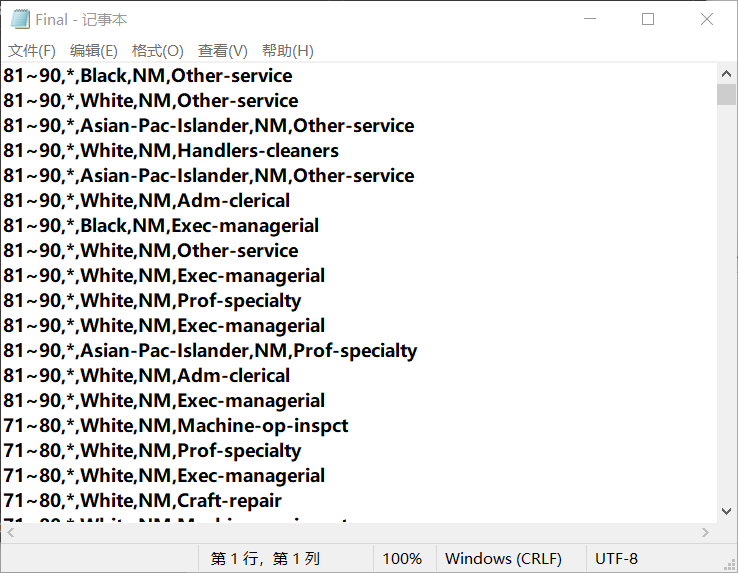 Final - 记事本
文件(F) 编辑(E) 格式(O) 查看(V) 帮助(H)
81~90,*,Black,NM,Other-service
81~90,*,White,NM,Other-service
81~90,*,Asian-Pac-Islander,NM,Other-service
81~90,*,White,NM,Handlers-cleaners
81~90,*,Asian-Pac-Islander,NM,Other-service
81~90,*,White,NM,Adm-clerical
81~90,*,Black,NM,Exec-managerial
81~90,*,White,NM,Other-service
81~90,*,White,NM,Exec-managerial
81~90,*,White,NM,Prof-specialty
81~90,*,White,NM,Exec-managerial
81~90,*,Asian-Pac-Islander,NM,Prof-specialty
81~90,*,White,NM,Adm-clerical
81~90,*,White,NM,Exec-managerial
71~80,*,White,NM,Machine-op-inspct
71~80,*,White,NM,Prof-specialty
71~80,*,White,NM,Exec-managerial
71~80,*,White,NM,Craft-repair
第 1 行，第 1 列 100% Windows (CRLF) UTF-8